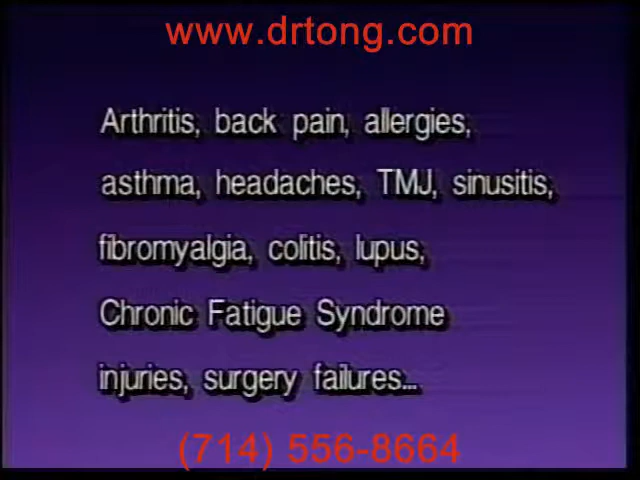 www.drtong.com
Arthritis, back pain, allergies,
asthma, headaches, TMJ, sinusitis,
fibromyalgia, colitis, lupus,
Chronic Fatigue Syndrome
injuries, surgery failures...
(714) 556-8664